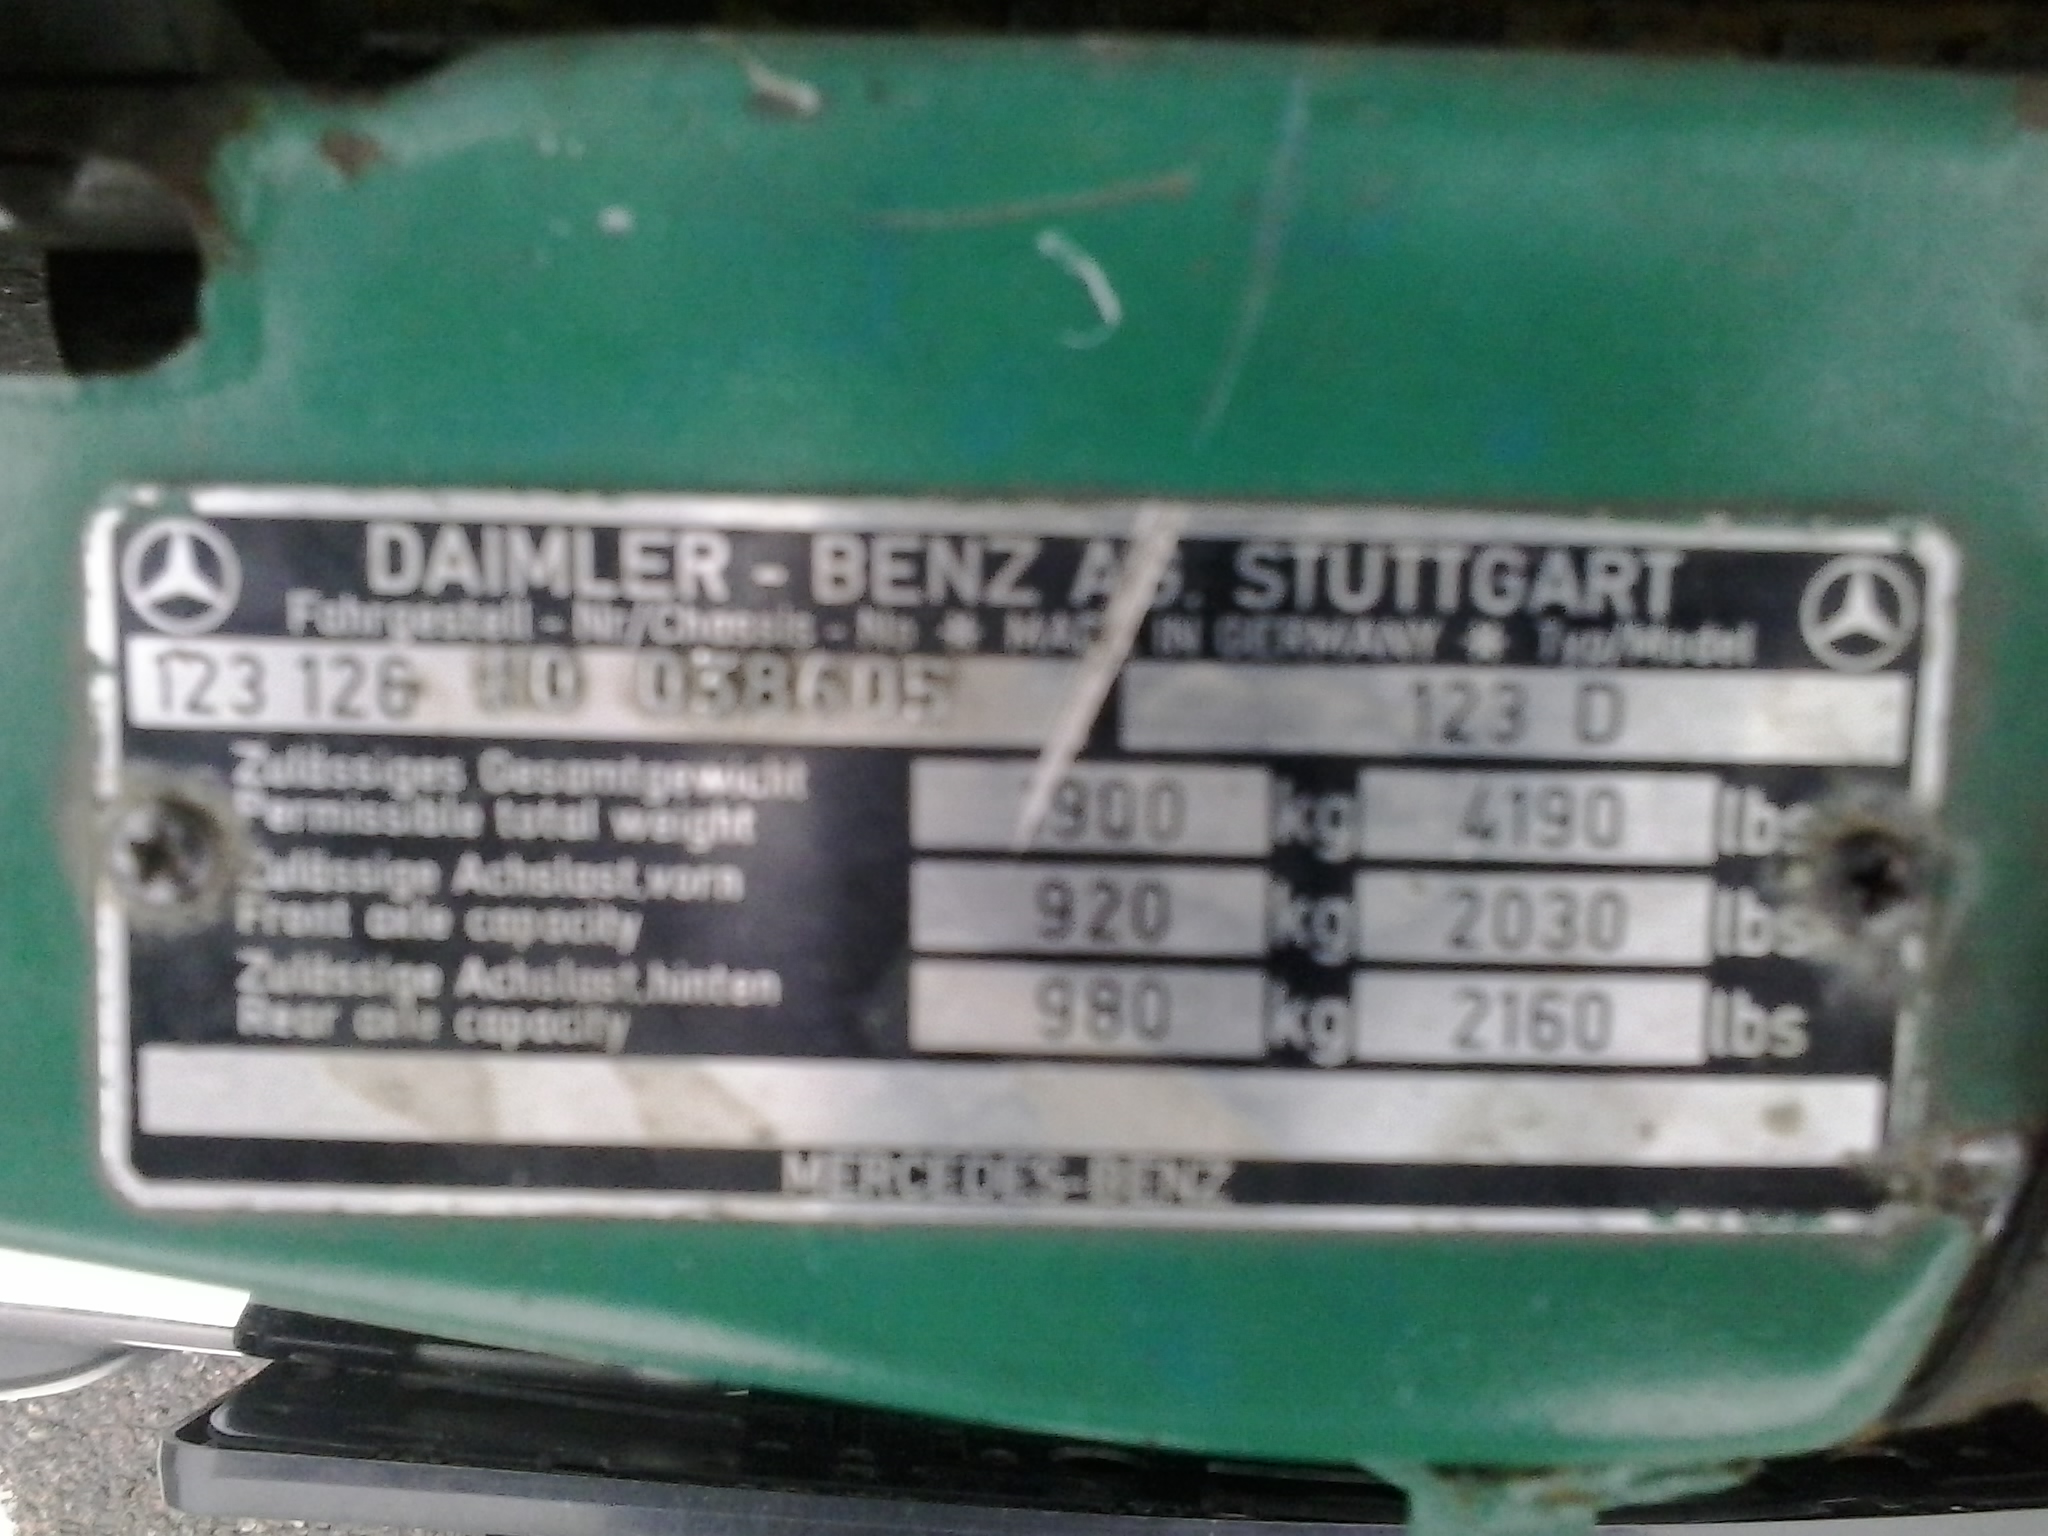 DAIMLER - BENZ AG. STUTTGART
Fahrgestell - Nr/Chassis - No ✳ MADE IN GERMANY ✳ Typ/Model
123 126 038605 123 D
Zulässiges Gesamtgewicht
Permissible total weight 1900 kg 4190 lbs
Zulässige Achslast,vorn
Front axle capacity 920 kg 2030 lbs
Zulässige Achslast,hinten
Rear axle capacity 980 kg 2160 lbs
MERCEDES-BENZ